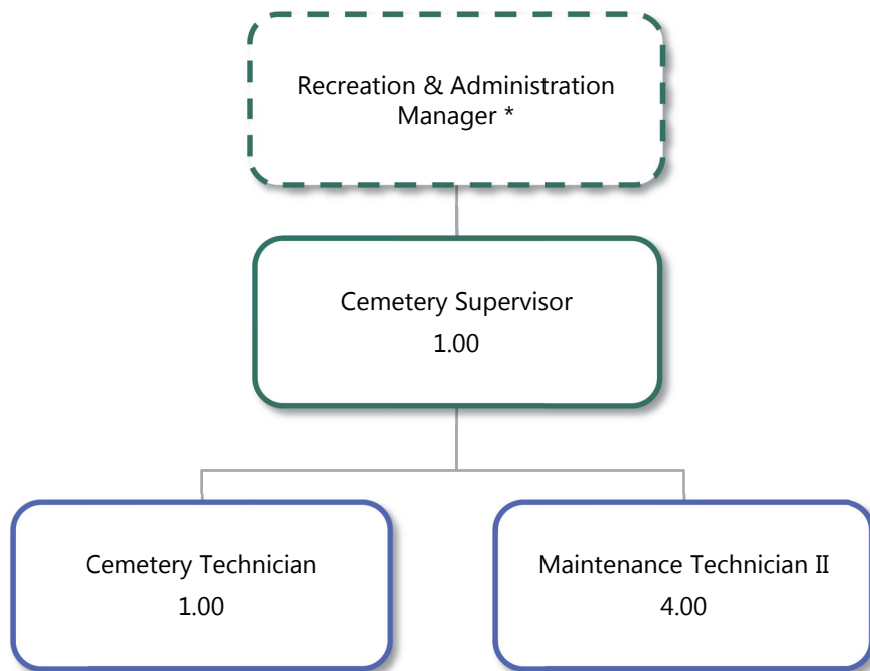 Recreation & Administration
Manager *
Cemetery Supervisor
1.00
Cemetery Technician
1.00
Maintenance Technician II
4.00